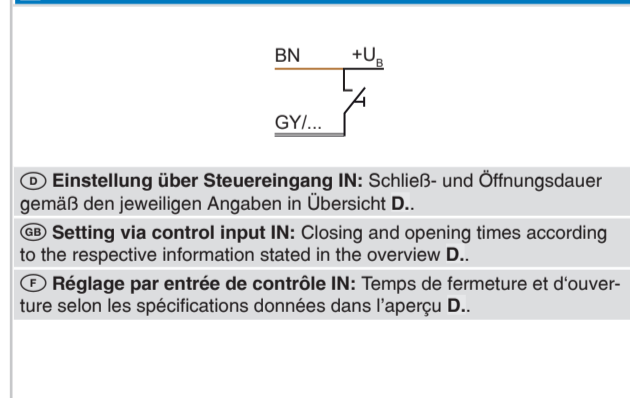 BN +U_B
GY/...
D Einstellung über Steuereingang IN: Schließ- und Öffnungsdauer
gemäß den jeweiligen Angaben in Übersicht D..
GB Setting via control input IN: Closing and opening times according
to the respective information stated in the overview D..
F Réglage par entrée de contrôle IN: Temps de fermeture et d‘ouver-
ture selon les spécifications données dans l’aperçu D..